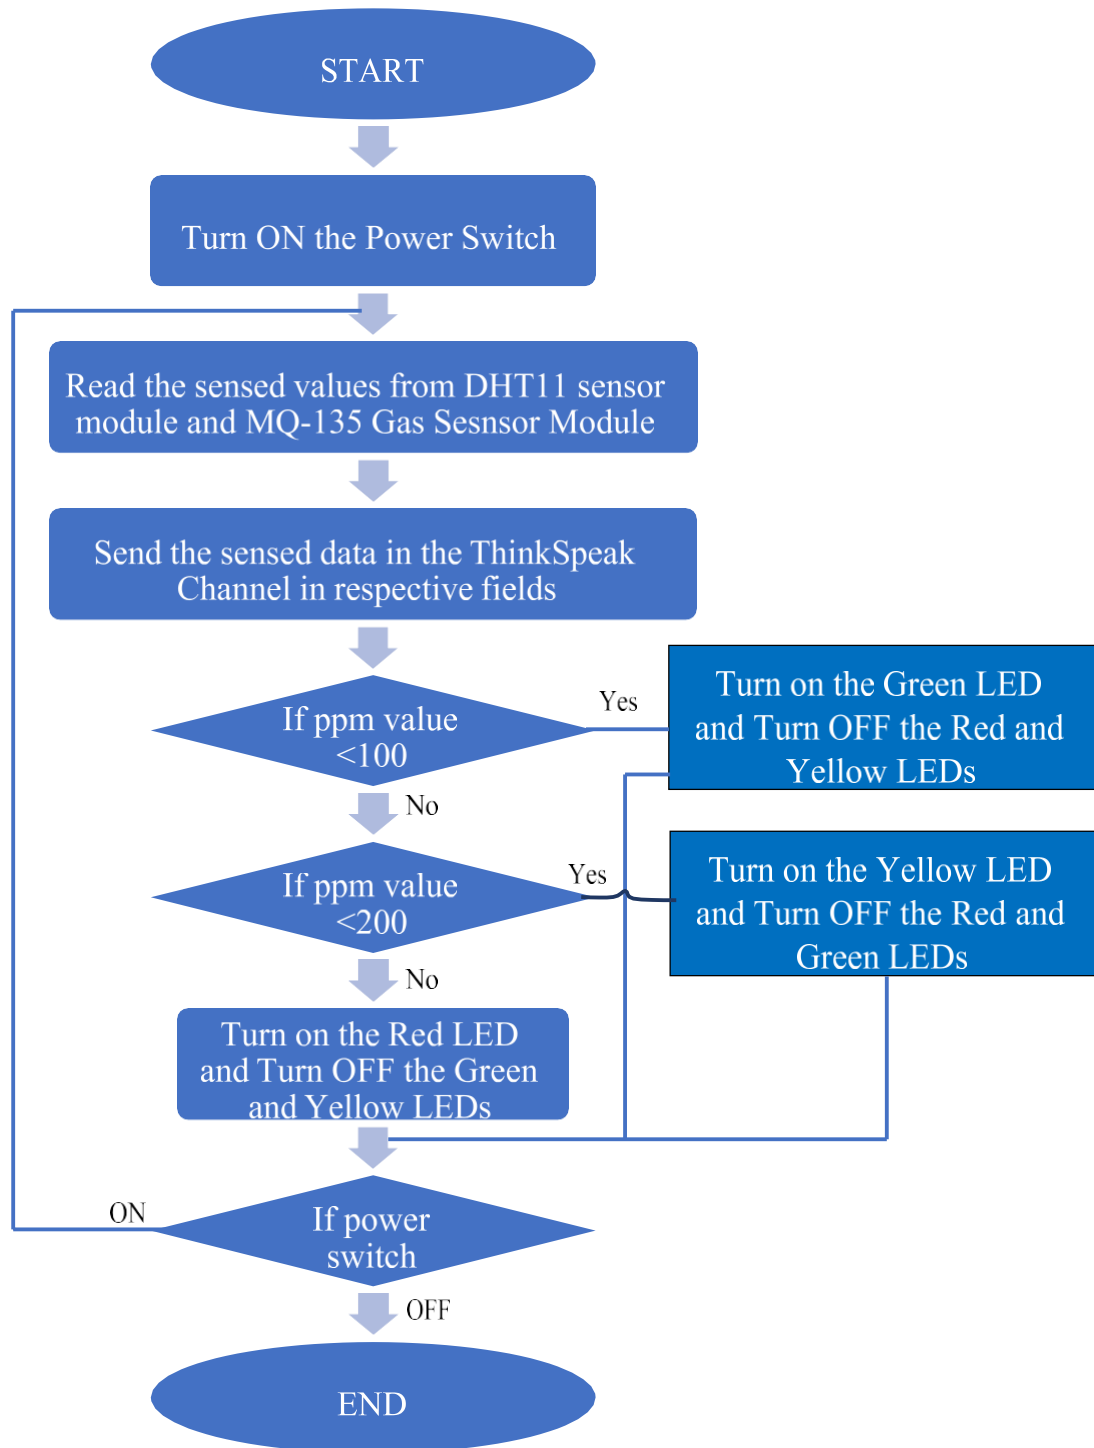 START
Turn ON the Power Switch
Read the sensed values from DHT11 sensor
module and MQ-135 Gas Sesnsor Module
Send the sensed data in the ThinkSpeak
Channel in respective fields
If ppm value
<100
Yes
Turn on the Green LED
and Turn OFF the Red and
Yellow LEDs
No
If ppm value
<200
Yes
Turn on the Yellow LED
and Turn OFF the Red and
Green LEDs
No
Turn on the Red LED
and Turn OFF the Green
and Yellow LEDs
ON
If power
switch
OFF
END